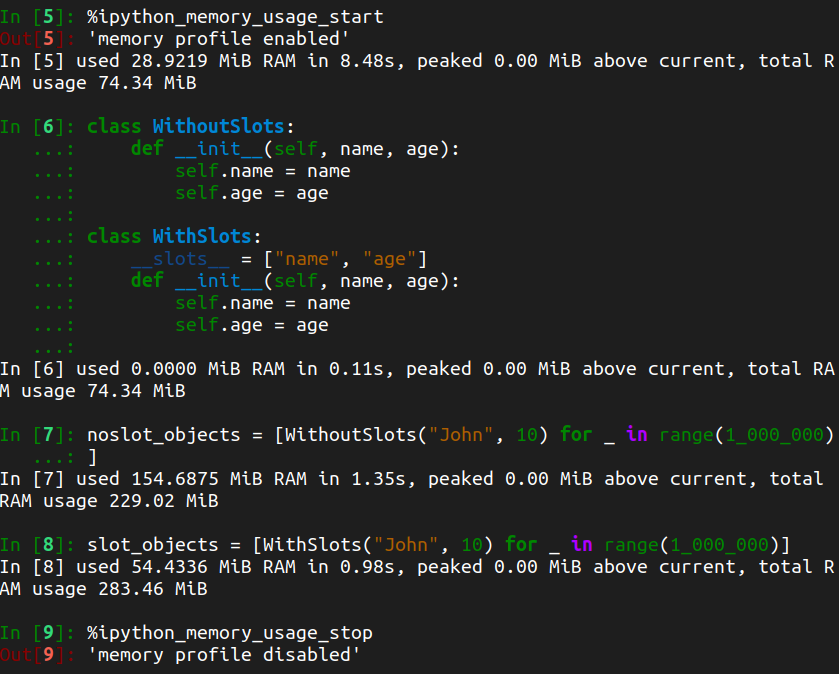 In [5]: %ipython_memory_usage_start
Out[5]: 'memory profile enabled'
In [5] used 28.9219 MiB RAM in 8.48s, peaked 0.00 MiB above current, total R
AM usage 74.34 MiB

In [6]: class WithoutSlots:
   ...:     def __init__(self, name, age):
   ...:         self.name = name
   ...:         self.age = age
   ...:
   ...: class WithSlots:
   ...:     __slots__ = ["name", "age"]
   ...:     def __init__(self, name, age):
   ...:         self.name = name
   ...:         self.age = age
   ...:
In [6] used 0.0000 MiB RAM in 0.11s, peaked 0.00 MiB above current, total RA
M usage 74.34 MiB

In [7]: noslot_objects = [WithoutSlots("John", 10) for _ in range(1_000_000)
   ...: ]
In [7] used 154.6875 MiB RAM in 1.35s, peaked 0.00 MiB above current, total
RAM usage 229.02 MiB

In [8]: slot_objects = [WithSlots("John", 10) for _ in range(1_000_000)]
In [8] used 54.4336 MiB RAM in 0.98s, peaked 0.00 MiB above current, total R
AM usage 283.46 MiB

In [9]: %ipython_memory_usage_stop
Out[9]: 'memory profile disabled'